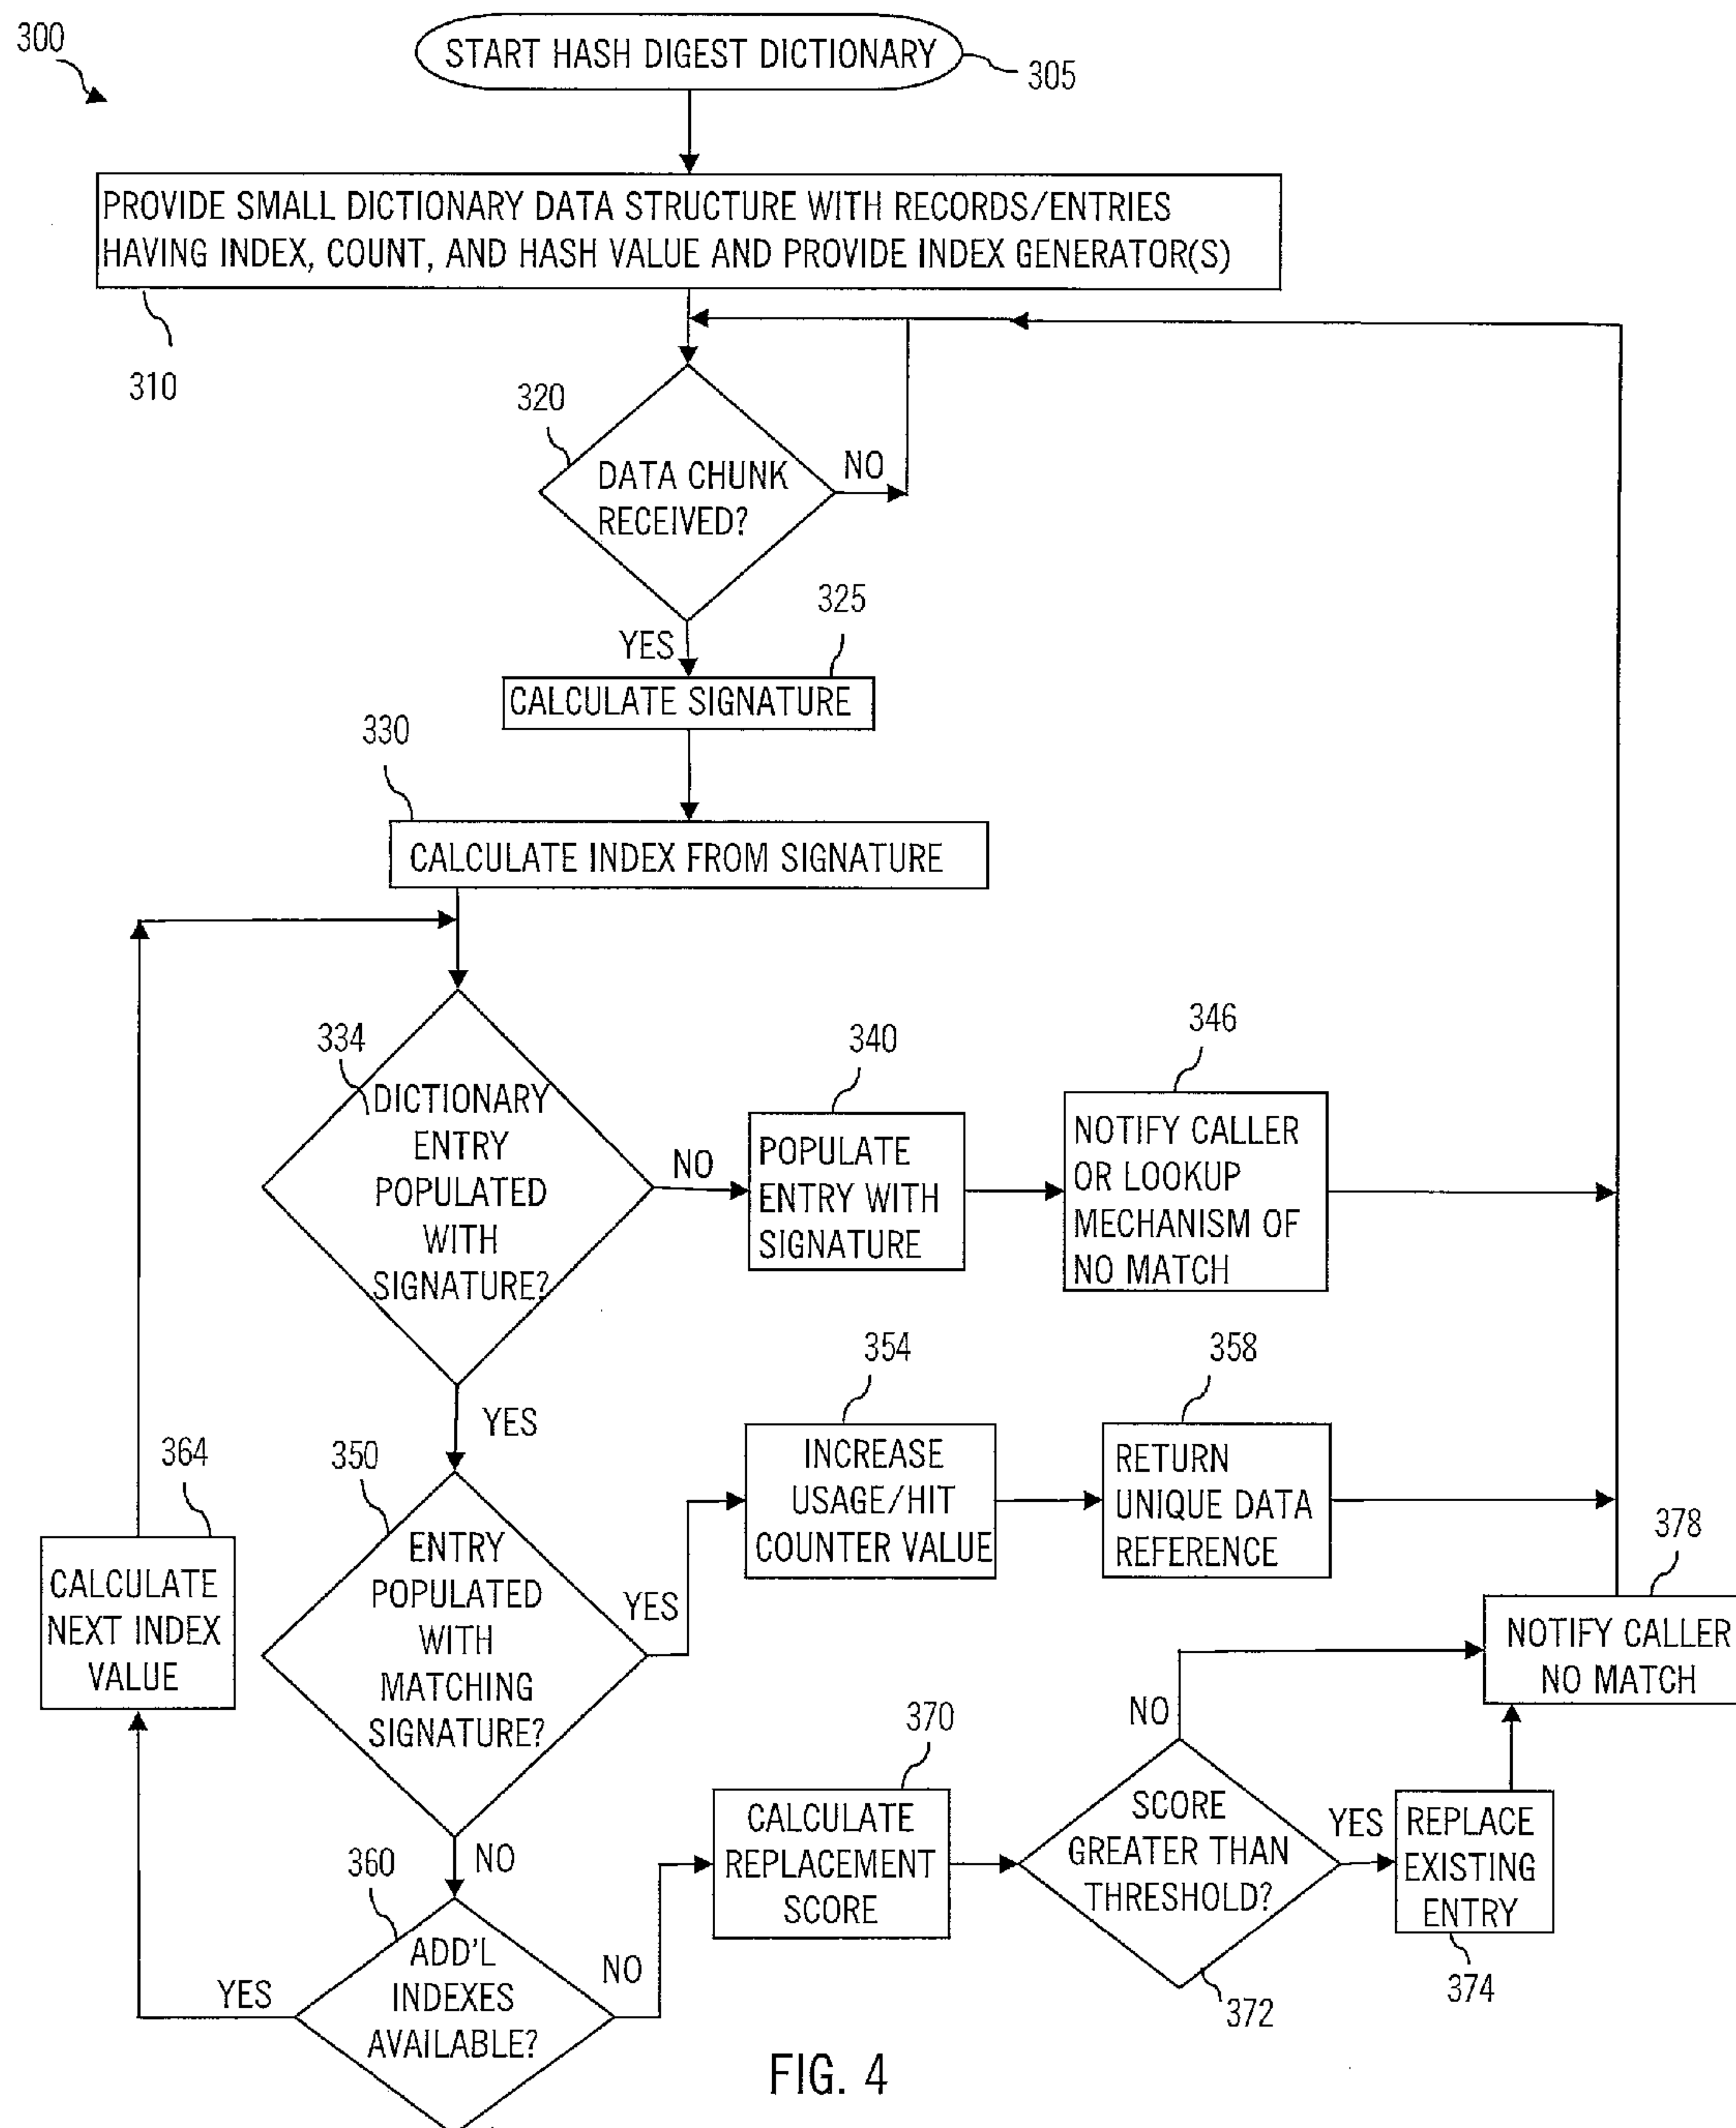 300
START HASH DIGEST DICTIONARY
305
PROVIDE SMALL DICTIONARY DATA STRUCTURE WITH RECORDS/ENTRIES
HAVING INDEX, COUNT, AND HASH VALUE AND PROVIDE INDEX GENERATOR(S)
310
320
DATA CHUNK
RECEIVED?
NO
YES
325
CALCULATE SIGNATURE
330
CALCULATE INDEX FROM SIGNATURE
334
DICTIONARY
ENTRY
POPULATED
WITH
SIGNATURE?
NO
340
POPULATE
ENTRY WITH
SIGNATURE
346
NOTIFY CALLER
OR LOOKUP
MECHANISM OF
NO MATCH
YES
350
ENTRY
POPULATED
WITH
MATCHING
SIGNATURE?
YES
354
INCREASE
USAGE/HIT
COUNTER VALUE
358
RETURN
UNIQUE DATA
REFERENCE
364
CALCULATE
NEXT INDEX
VALUE
NO
360
ADD'L
INDEXES
AVAILABLE?
YES
NO
370
CALCULATE
REPLACEMENT
SCORE
SCORE
GREATER THAN
THRESHOLD?
372
NO
YES
REPLACE
EXISTING
ENTRY
374
378
NOTIFY CALLER
NO MATCH
FIG. 4